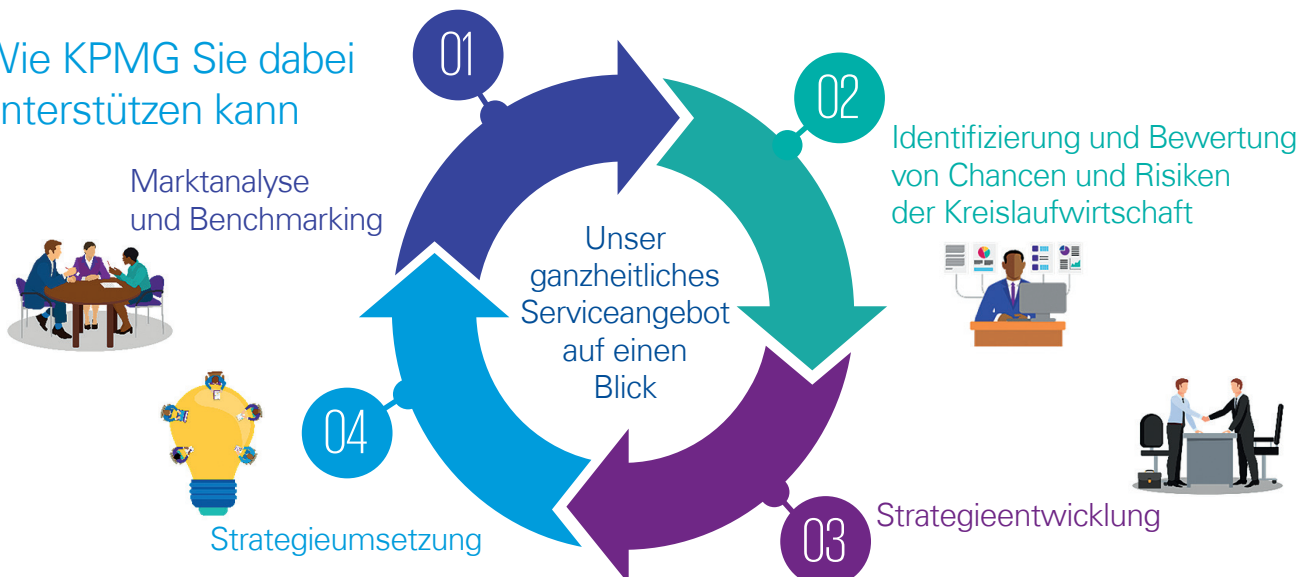 Wie KPMG Sie dabei
unterstützen kann
01
Marktanalyse
und Benchmarking
02
Identifizierung und Bewertung
von Chancen und Risiken
der Kreislaufwirtschaft
Unser
ganzheitliches
Serviceangebot
auf einen
Blick
03
Strategieentwicklung
04
Strategieumsetzung